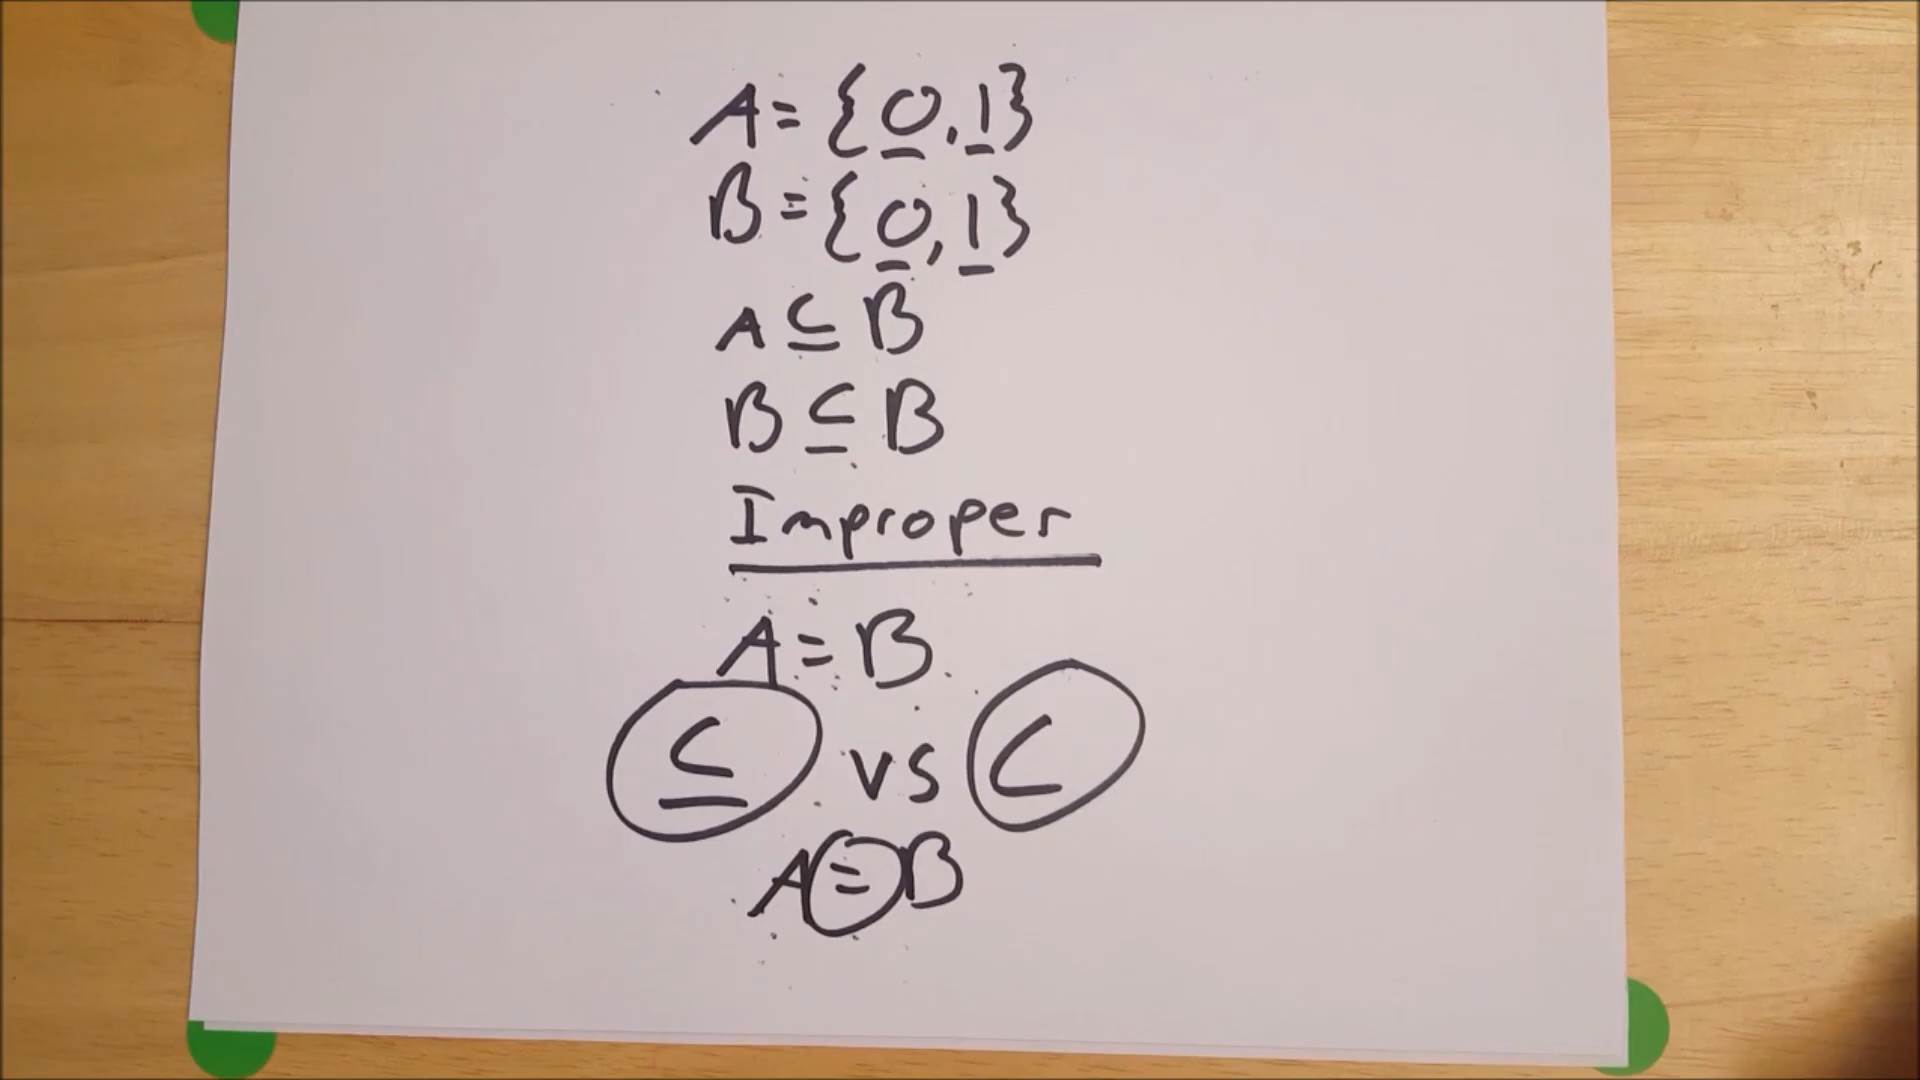 A = {0, 1}
B = {0, 1}
A ⊆ B
B ⊆ B
Improper
A = B
⊆ vs ⊂
A = B